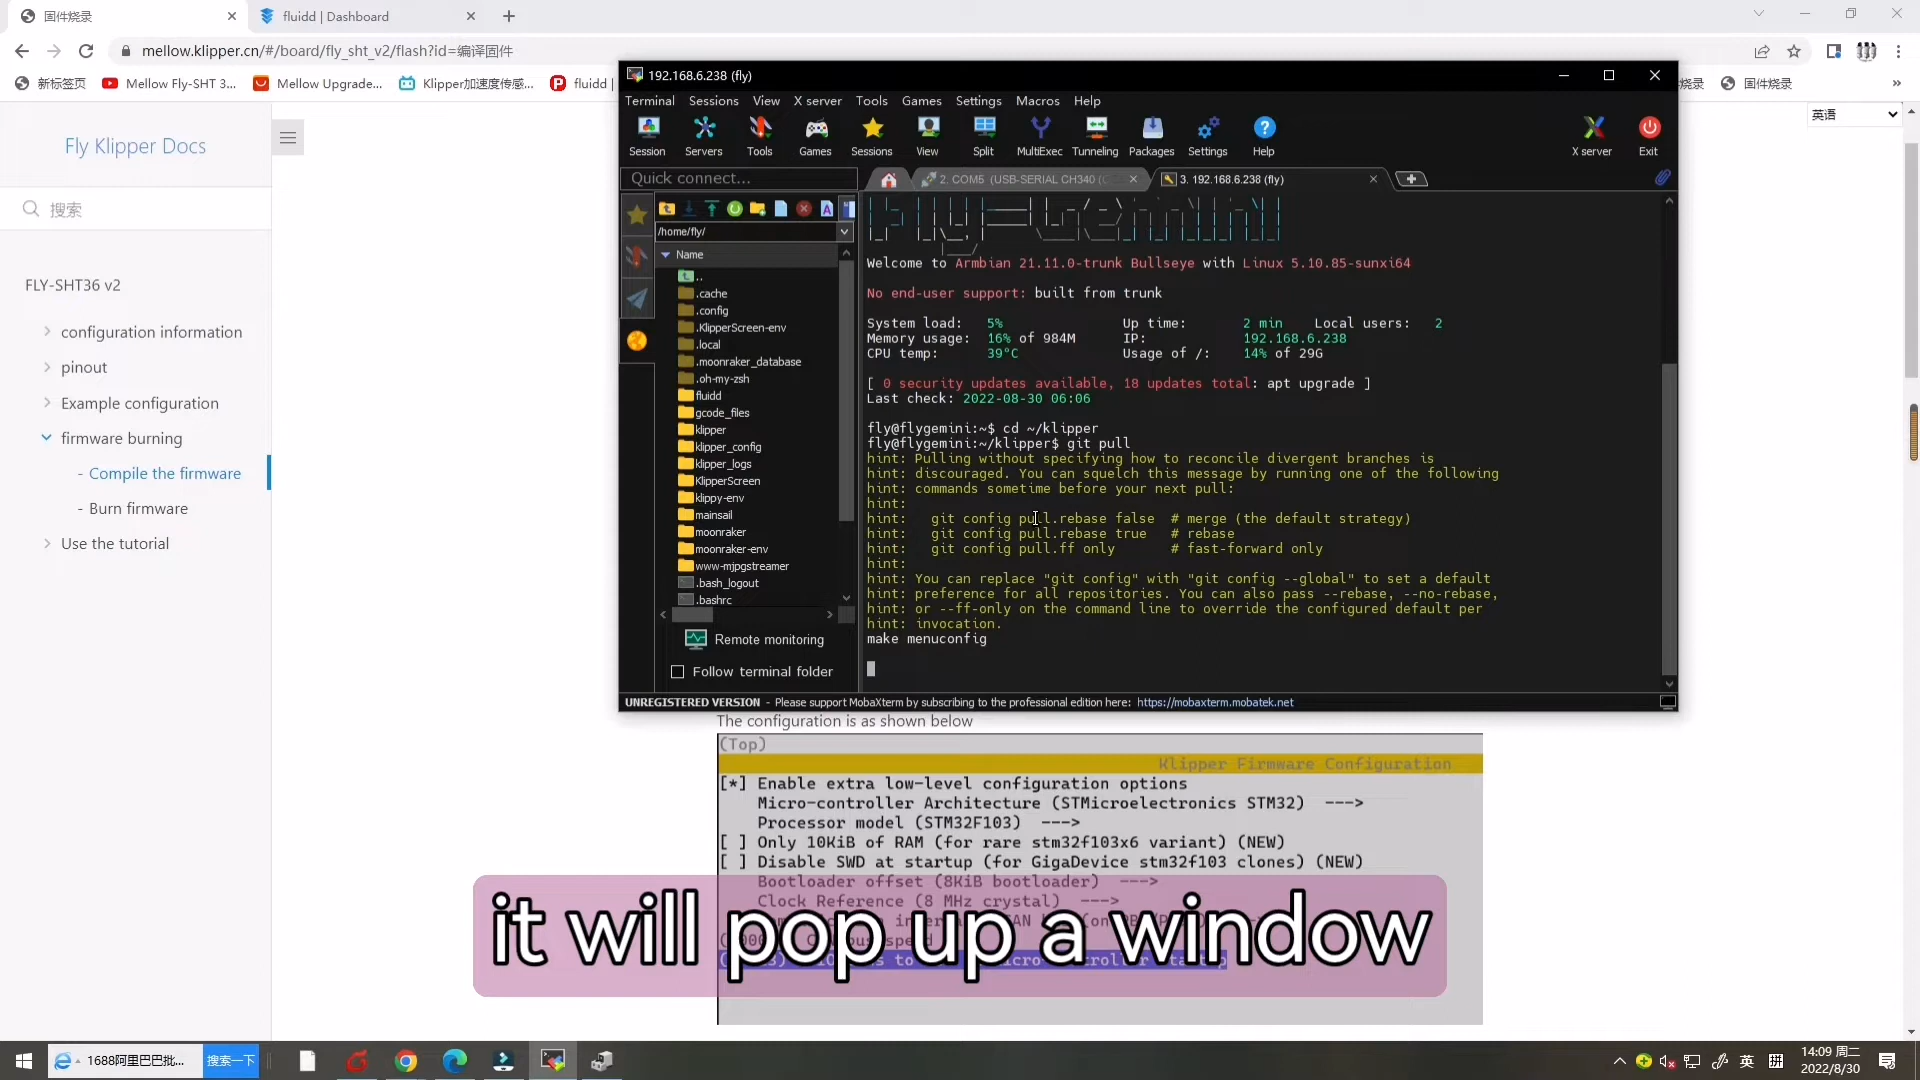 固件烧录
fluidd | Dashboard
mellow.klipper.cn/#/board/fly_sht_v2/flash?id=编译固件
新标签页
Mellow Fly-SHT 3...
Mellow Upgrade...
Klipper加速度传感...
fluidd |
烧录
固件烧录
Fly Klipper Docs
英语
搜索
FLY-SHT36 v2
configuration information
pinout
Example configuration
firmware burning
- Compile the firmware
- Burn firmware
Use the tutorial
192.168.6.238 (fly)
Terminal Sessions View X server Tools Games Settings Macros Help
Session Servers Tools Games Sessions View Split MultiExec Tunneling Packages Settings Help X server Exit
Quick connect...
2. COM5 (USB-SERIAL CH340 (
3. 192.168.6.238 (fly)
/home/fly/
Name
..
.cache
.config
.KlipperScreen-env
.local
.moonraker_database
.oh-my-zsh
fluidd
gcode_files
klipper
klipper_config
klipper_logs
KlipperScreen
klippy-env
mainsail
moonraker
moonraker-env
www-mjpgstreamer
.bash_logout
.bashrc
Remote monitoring
Follow terminal folder
Welcome to Armbian 21.11.0-trunk Bullseye with Linux 5.10.85-sunxi64
No end-user support: built from trunk
System load: 5% Up time: 2 min Local users: 2
Memory usage: 16% of 984M IP: 192.168.6.238
CPU temp: 39°C Usage of /: 14% of 29G
[ 0 security updates available, 18 updates total: apt upgrade ]
Last check: 2022-08-30 06:06
fly@flygemini:~$ cd ~/klipper
fly@flygemini:~/klipper$ git pull
hint: Pulling without specifying how to reconcile divergent branches is
hint: discouraged. You can squelch this message by running one of the following
hint: commands sometime before your next pull:
hint:
hint: git config pull.rebase false # merge (the default strategy)
hint: git config pull.rebase true # rebase
hint: git config pull.ff only # fast-forward only
hint:
hint: You can replace "git config" with "git config --global" to set a default
hint: preference for all repositories. You can also pass --rebase, --no-rebase,
hint: or --ff-only on the command line to override the configured default per
hint: invocation.
make menuconfig
UNREGISTERED VERSION - Please support MobaXterm by subscribing to the professional edition here: https://mobaxterm.mobatek.net
The configuration is as shown below
(Top)
Klipper Firmware Configuration
[*] Enable extra low-level configuration options
Micro-controller Architecture (STMicroelectronics STM32) --->
Processor model (STM32F103) --->
[ ] Only 10KiB of RAM (for rare stm32f103x6 variant) (NEW)
[ ] Disable SWD at startup (for GigaDevice stm32f103 clones) (NEW)
Bootloader offset (8KiB bootloader) --->
Clock Reference (8 MHz crystal) --->
it will pop up a window
1688阿里巴巴批...
搜索一下
英
14:09 周二
2022/8/30